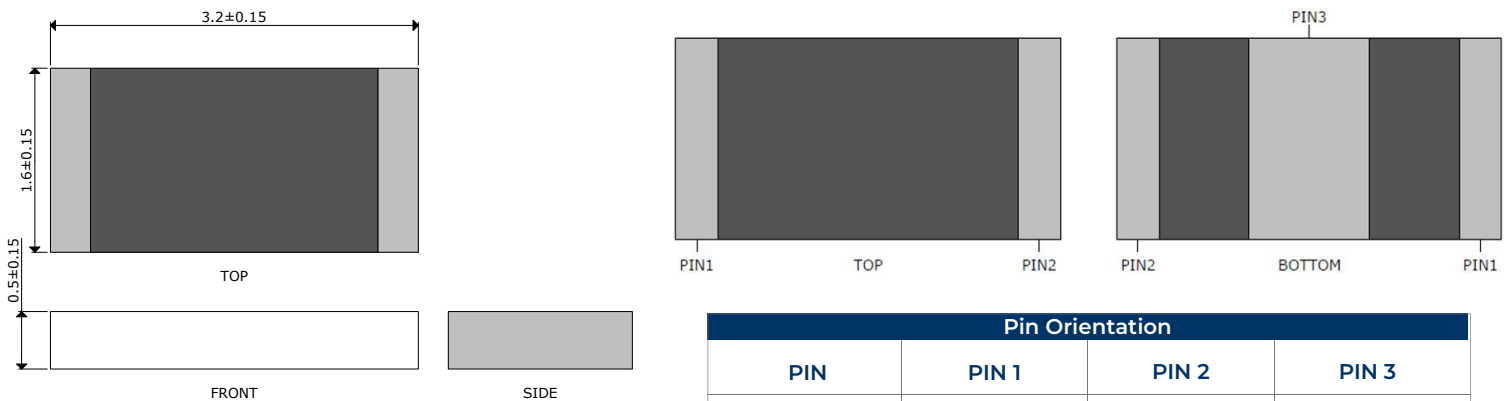 3.2±0.15
1.6±0.15
TOP
0.5±0.15
FRONT
SIDE
PIN3
PIN1
TOP
PIN2
PIN2
BOTTOM
PIN1
Pin Orientation
PIN
PIN 1
PIN 2
PIN 3